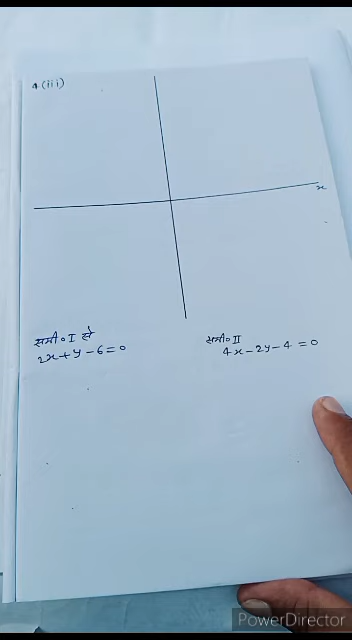 4.(iii)
x
समी० I से
2x+y-6=0
समी० II
4x-2y-4=0
PowerDirector